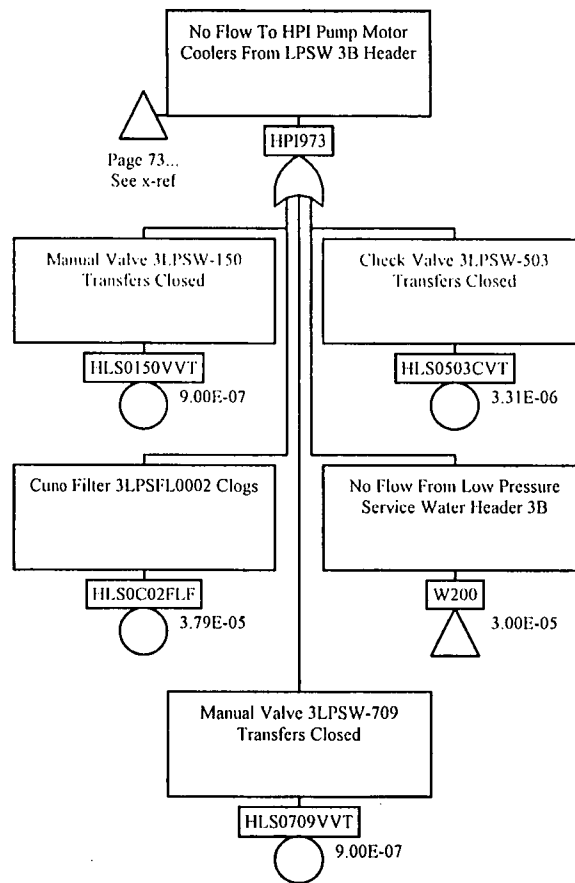 No Flow To HPI Pump Motor
Coolers From LPSW 3B Header
HPI973
Page 73...
See x-ref
Manual Valve 3LPSW-150
Transfers Closed
HLS0150VVT
9.00E-07
Check Valve 3LPSW-503
Transfers Closed
HLS0503CVT
3.31E-06
Cuno Filter 3LPSFL0002 Clogs
HLS0C02FLF
3.79E-05
No Flow From Low Pressure
Service Water Header 3B
W200
3.00E-05
Manual Valve 3LPSW-709
Transfers Closed
HLS0709VVT
9.00E-07